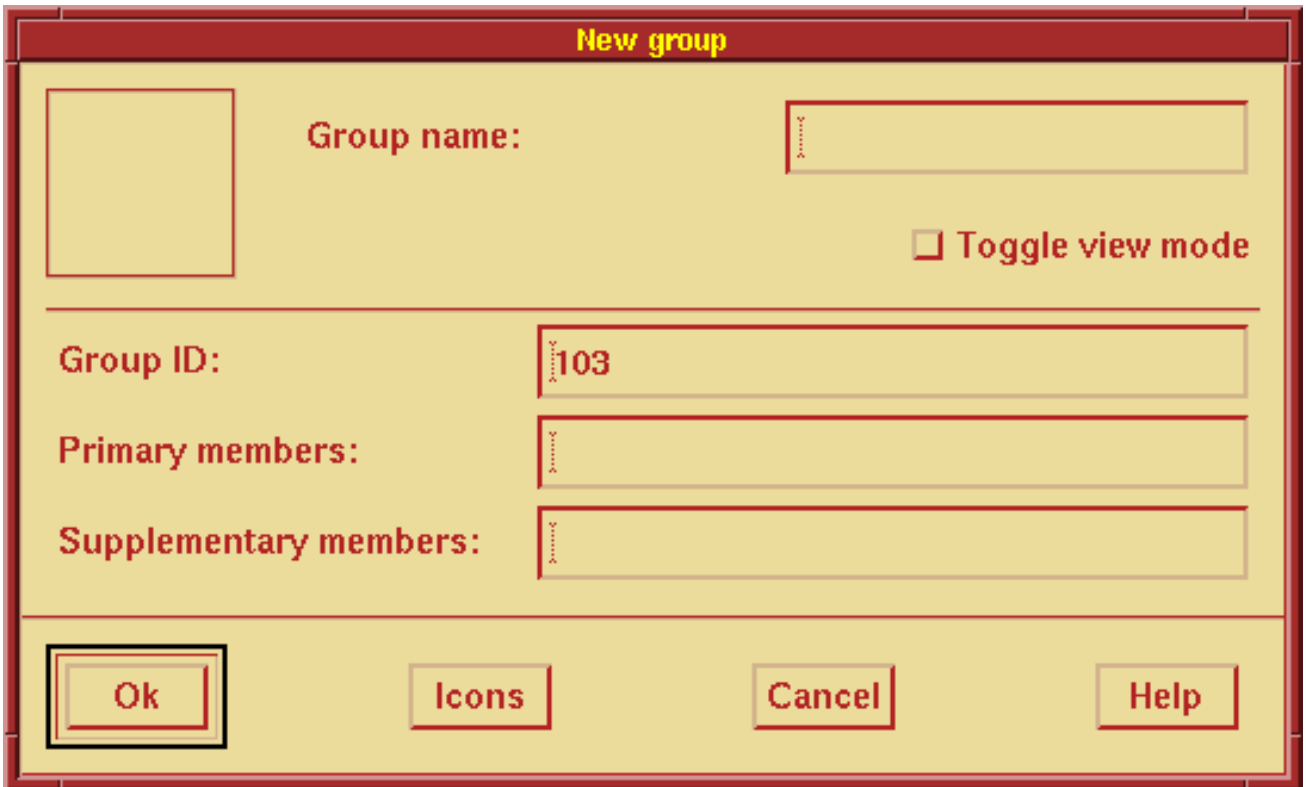 New group
Group name:
Toggle view mode
Group ID: 103
Primary members:
Supplementary members:
Ok Icons Cancel Help